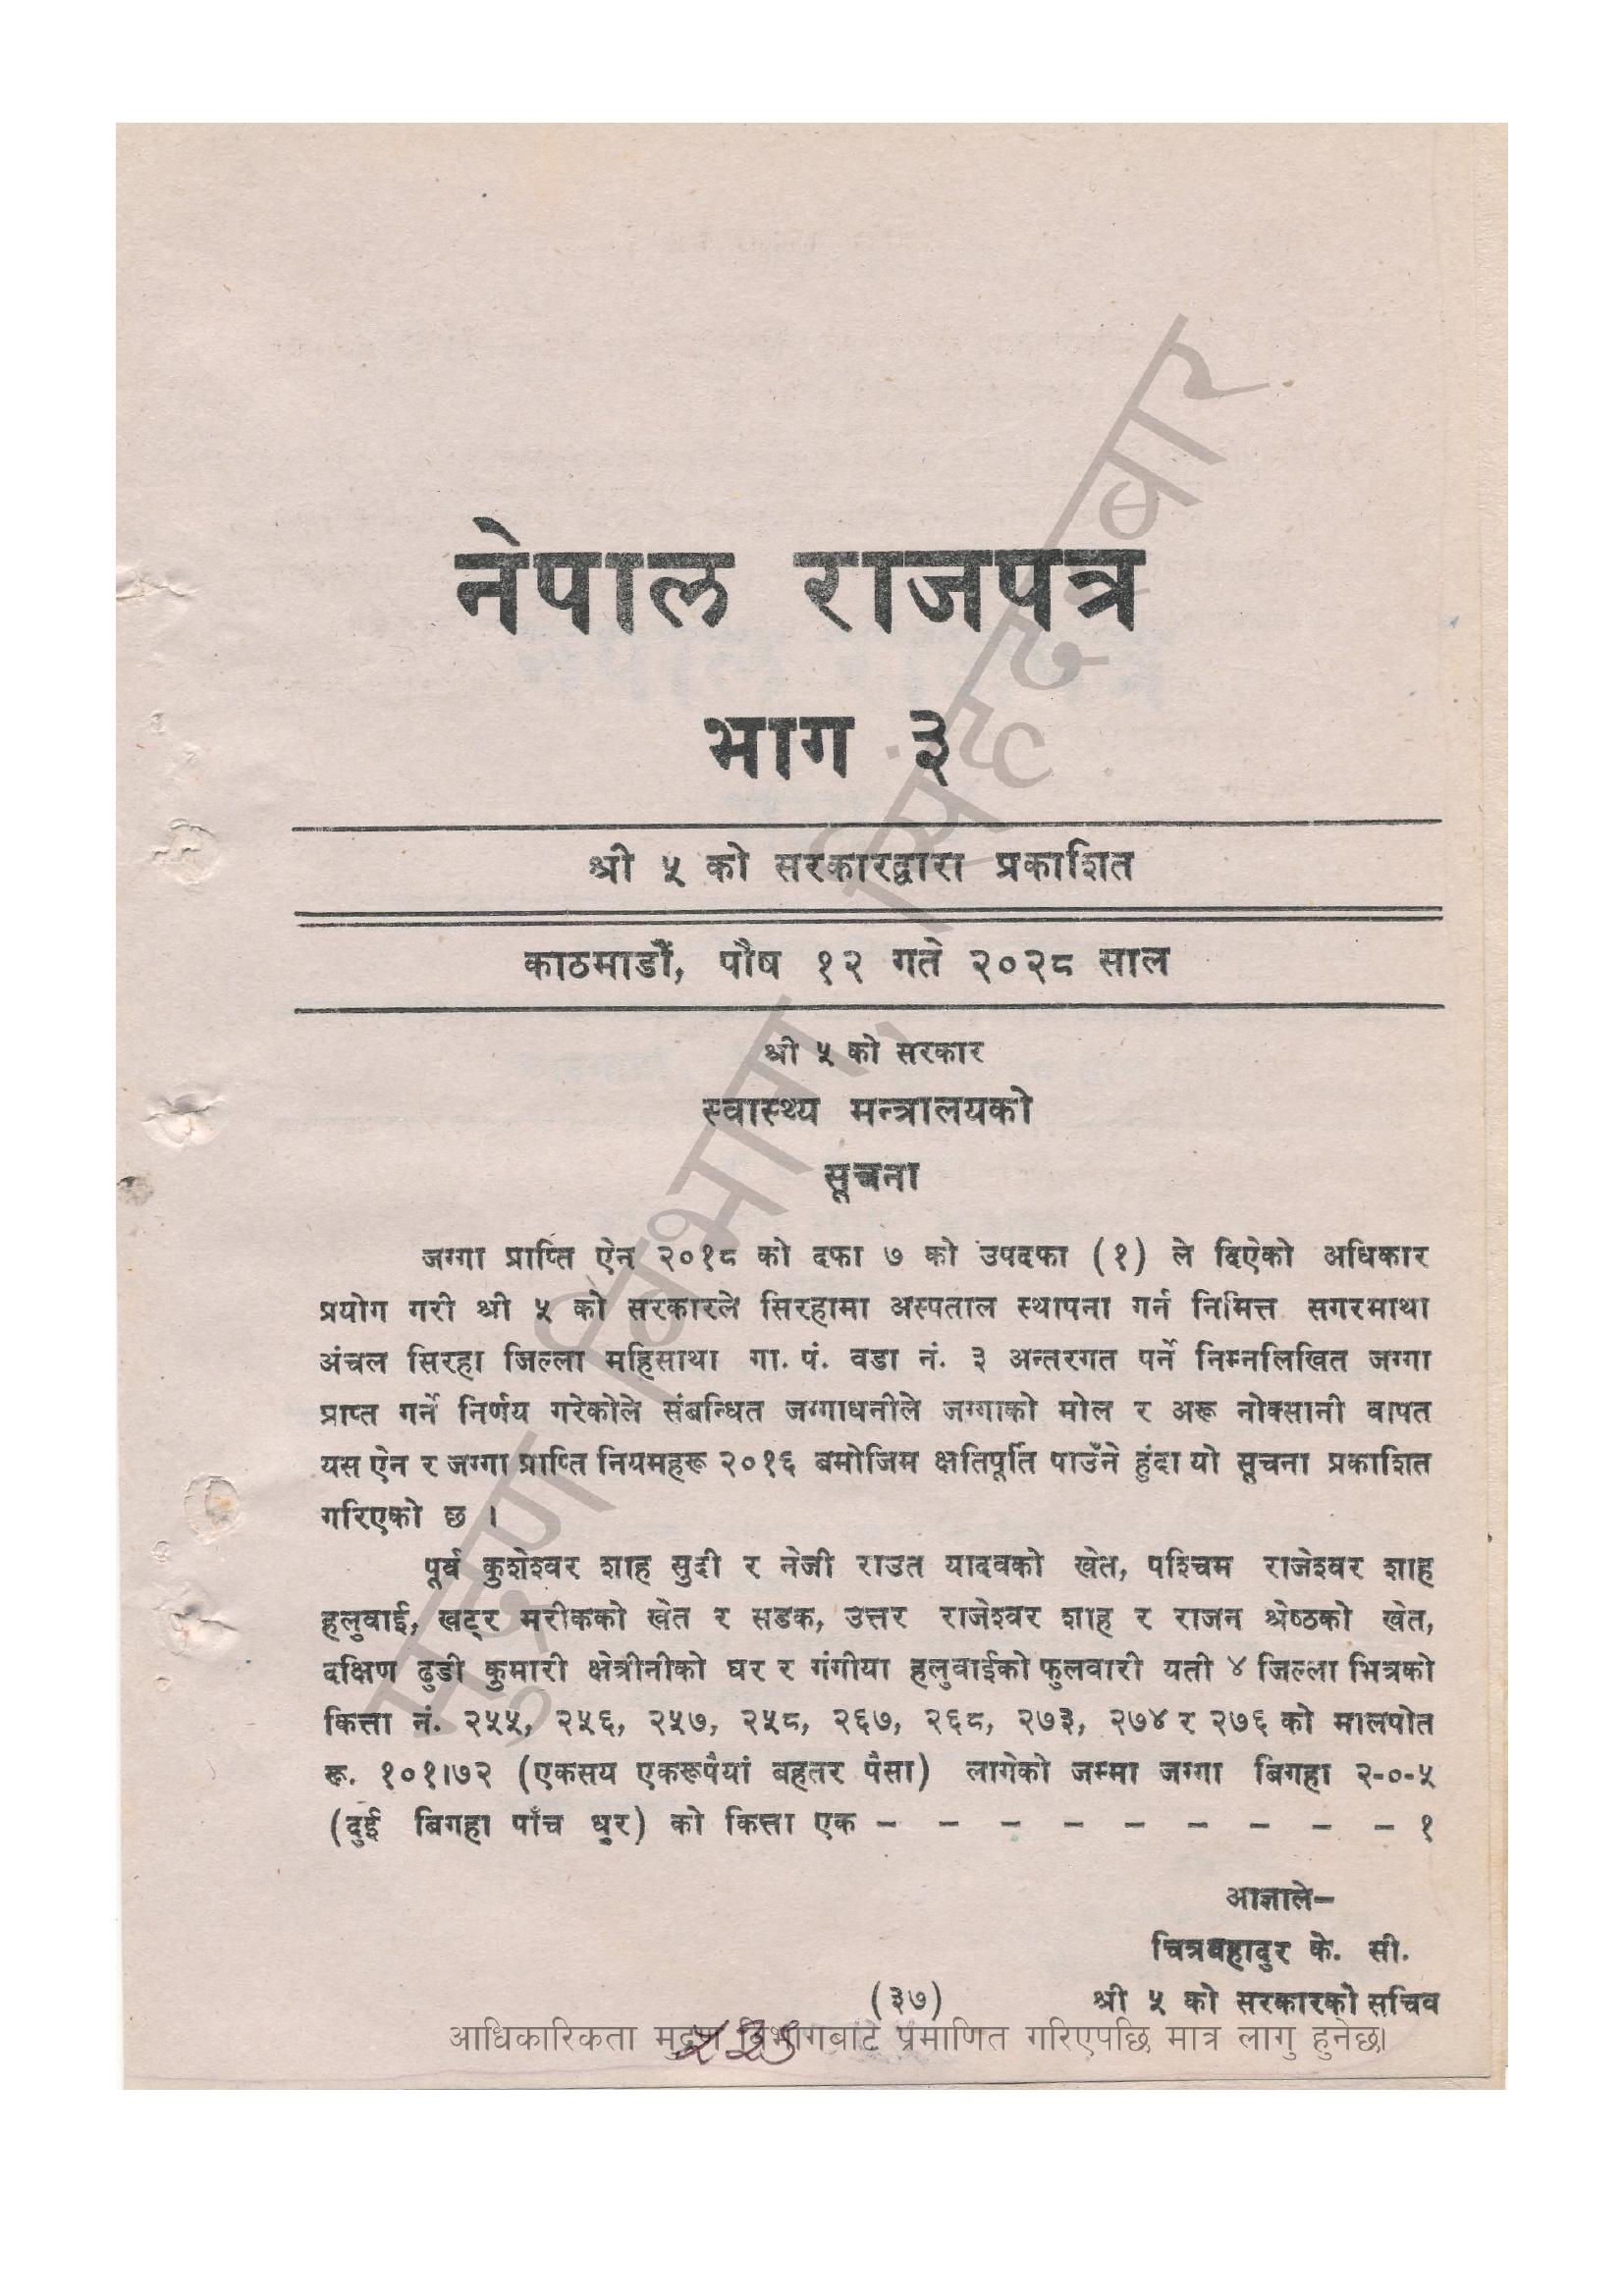 नेपाल राजपत्र
भाग ३
श्री ५ को सरकारद्वारा प्रकाशित
काठमाडौं, पौष १२ गते २०२८ साल
श्री ५ को सरकार
स्वास्थ्य मन्त्रालयको
सूचना
जग्गा प्राप्ति ऐन २०१८ को दफा ७ को उपदफा (१) ले दिऐको अधिकार
प्रयोग गरी श्री ५ को सरकारले सिरहामा अस्पताल स्थापना गर्न निमित्त सगरमाथा
अंचल सिरहा जिल्ला महिसाथा गा. पं. वडा नं. ३ अन्तरगत पर्ने निम्नलिखित जग्गा
प्राप्त गर्ने निर्णय गरेकोले संबन्धित जग्गाधनीले जग्गाको मोल र अरू नोक्सानी वापत
यस ऐन र जग्गा प्राप्ति नियमहरू २०१६ बमोजिम क्षतिपूर्ति पाउँने हुंदा यो सूचना प्रकाशित
गरिएको छ ।
पूर्व कुशेश्वर शाह सुदी र नेजी राउत यादवको खेत, पश्चिम राजेश्वर शाह
हलुवाई, खट्र मरीकको खेत र सडक, उत्तर राजेश्वर शाह र राजन श्रेष्ठको खेत,
दक्षिण ढुडी कुमारी क्षेत्रीनीको घर र गंगीया हलुवाईको फुलवारी यती ४ जिल्ला भित्रको
कित्ता नं. २५५, २५६, २५७, २५८, २६७, २६८, २७३, २७४ र २७६ को मालपोत
रू. १०१।७२ (एकसय एकरूपैयां बहतर पैसा) लागेको जम्मा जग्गा बिगहा २-०-५
(दुई बिगहा पाँच धुर) को कित्ता एक – – – – – – – – – १
आज्ञाले–
चित्रबहादुर के. सी.
(३७) श्री ५ को सरकारको सचिव
आधिकारिकता मुद्रण विभागबाट प्रमाणित गरिएपछि मात्र लागु हुनेछ।
मुद्रण विभाग, सिंहदरबार